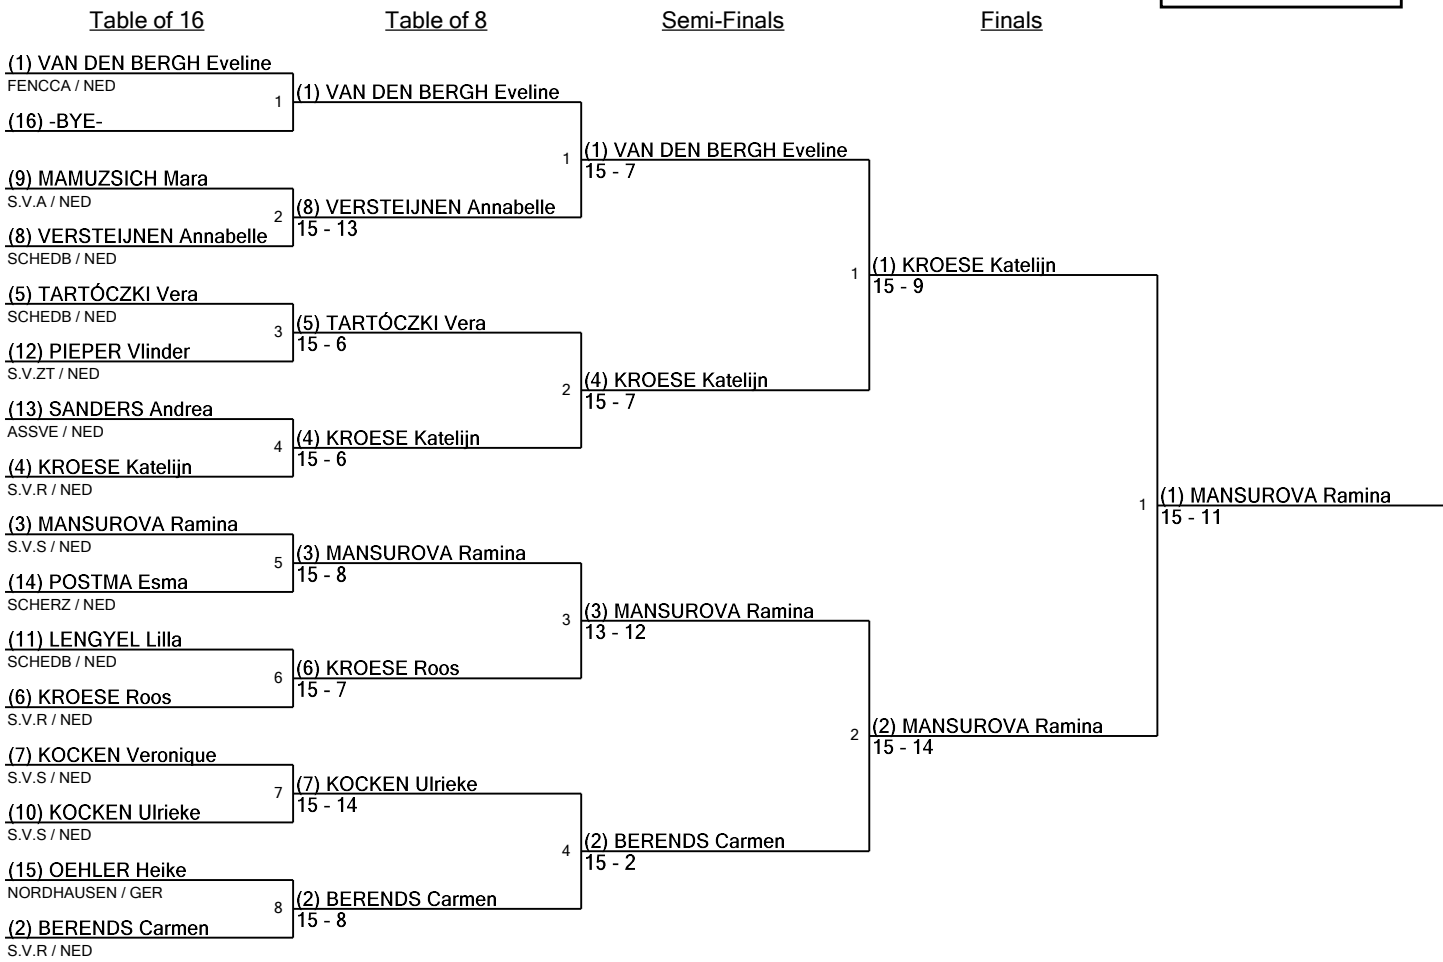 Table of 16
Table of 8
Semi-Finals
Finals
(1) VAN DEN BERGH Eveline
FENCCA / NED
1
(1) VAN DEN BERGH Eveline
(16) -BYE-
1
(1) VAN DEN BERGH Eveline
15 - 7
(9) MAMUZSICH Mara
S.V.A / NED
2
(8) VERSTEIJNEN Annabelle
15 - 13
(8) VERSTEIJNEN Annabelle
SCHEDB / NED
1
(1) KROESE Katelijn
15 - 9
(5) TARTÓCZKI Vera
SCHEDB / NED
3
(5) TARTÓCZKI Vera
15 - 6
(12) PIEPER Vlinder
S.V.ZT / NED
2
(4) KROESE Katelijn
15 - 7
(13) SANDERS Andrea
ASSVE / NED
4
(4) KROESE Katelijn
15 - 6
(4) KROESE Katelijn
S.V.R / NED
1
(1) MANSUROVA Ramina
15 - 11
(3) MANSUROVA Ramina
S.V.S / NED
5
(3) MANSUROVA Ramina
15 - 8
(14) POSTMA Esma
SCHERZ / NED
3
(3) MANSUROVA Ramina
13 - 12
(11) LENGYEL Lilla
SCHEDB / NED
6
(6) KROESE Roos
15 - 7
(6) KROESE Roos
S.V.R / NED
2
(2) MANSUROVA Ramina
15 - 14
(7) KOCKEN Veronique
S.V.S / NED
7
(7) KOCKEN Ulrieke
15 - 14
(10) KOCKEN Ulrieke
S.V.S / NED
4
(2) BERENDS Carmen
15 - 2
(15) OEHLER Heike
NORDHAUSEN / GER
8
(2) BERENDS Carmen
15 - 8
(2) BERENDS Carmen
S.V.R / NED